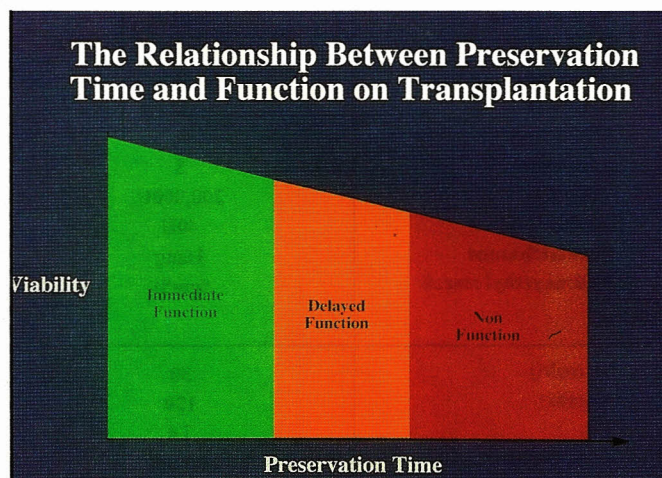 The Relationship Between Preservation
Time and Function on Transplantation
Viability
Immediate
Function
Delayed
Function
Non
Function
Preservation Time